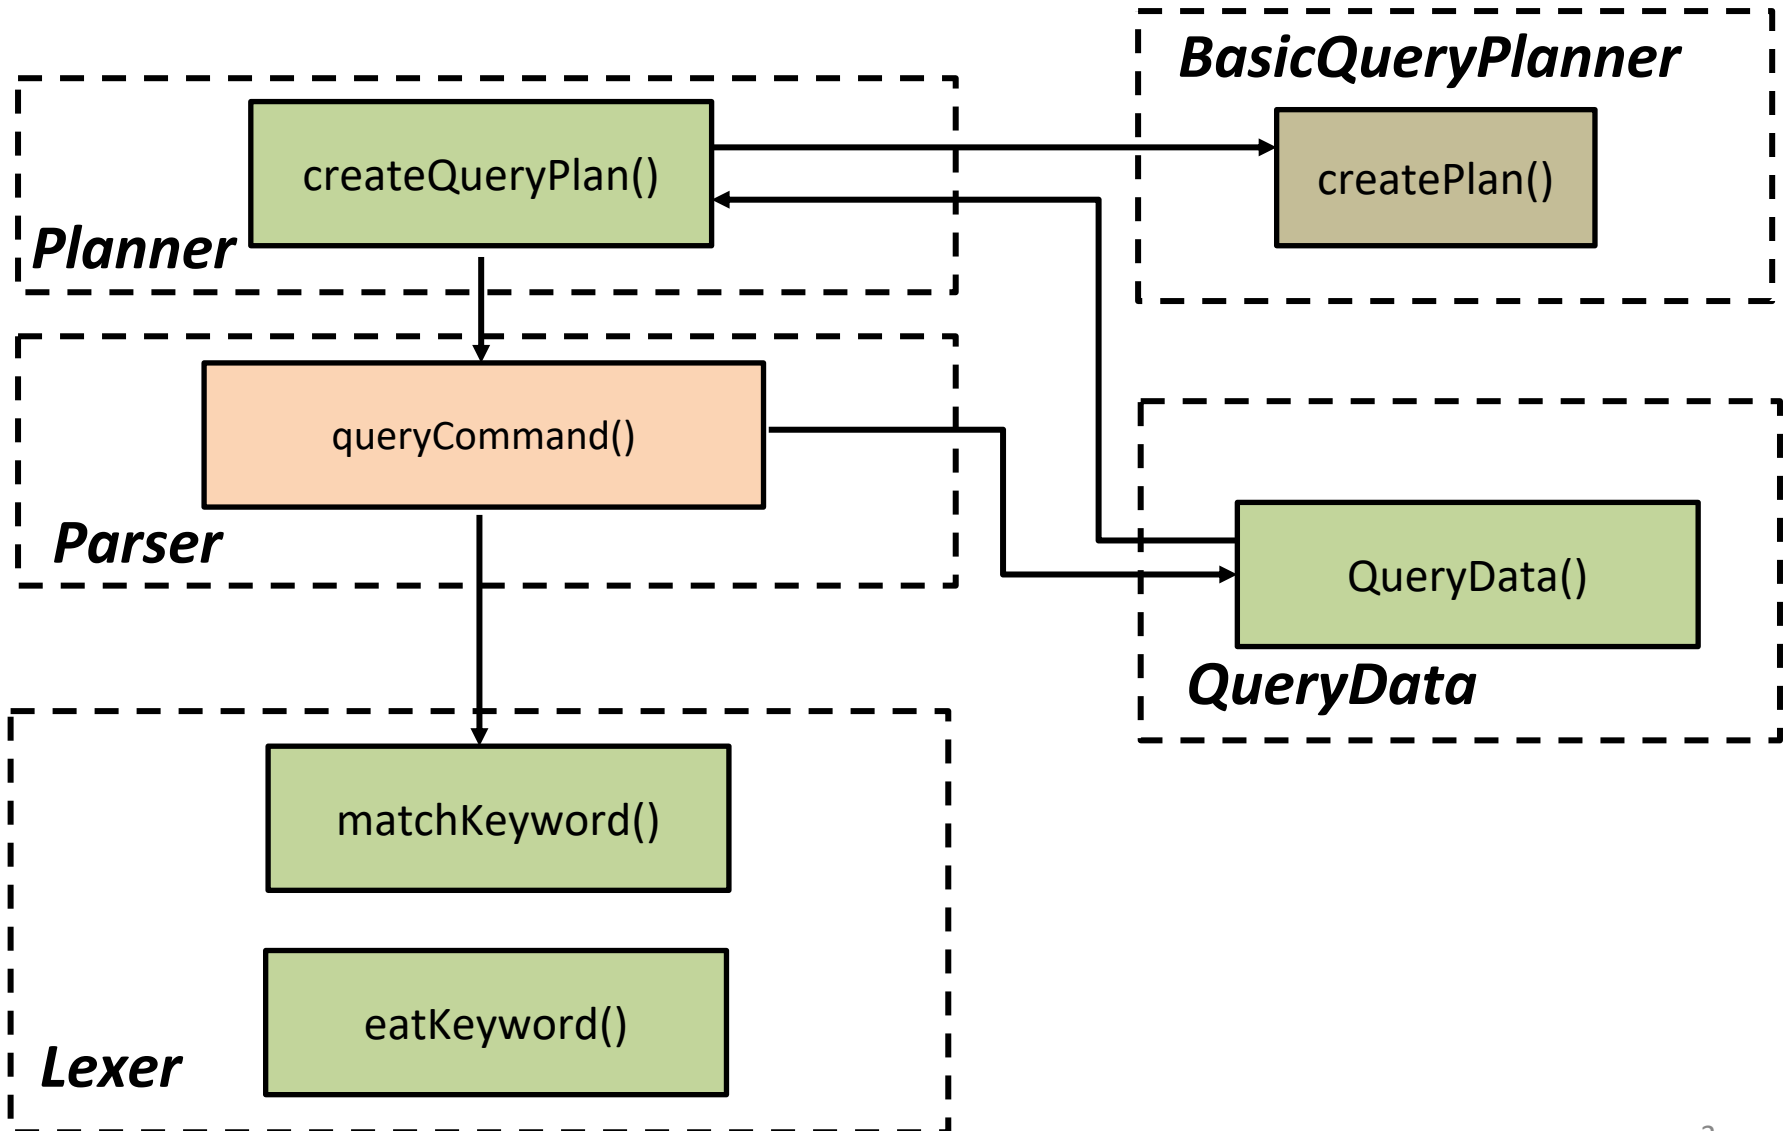 BasicQueryPlanner
createQueryPlan()
createPlan()
Planner
queryCommand()
Parser
QueryData()
QueryData
matchKeyword()
eatKeyword()
Lexer